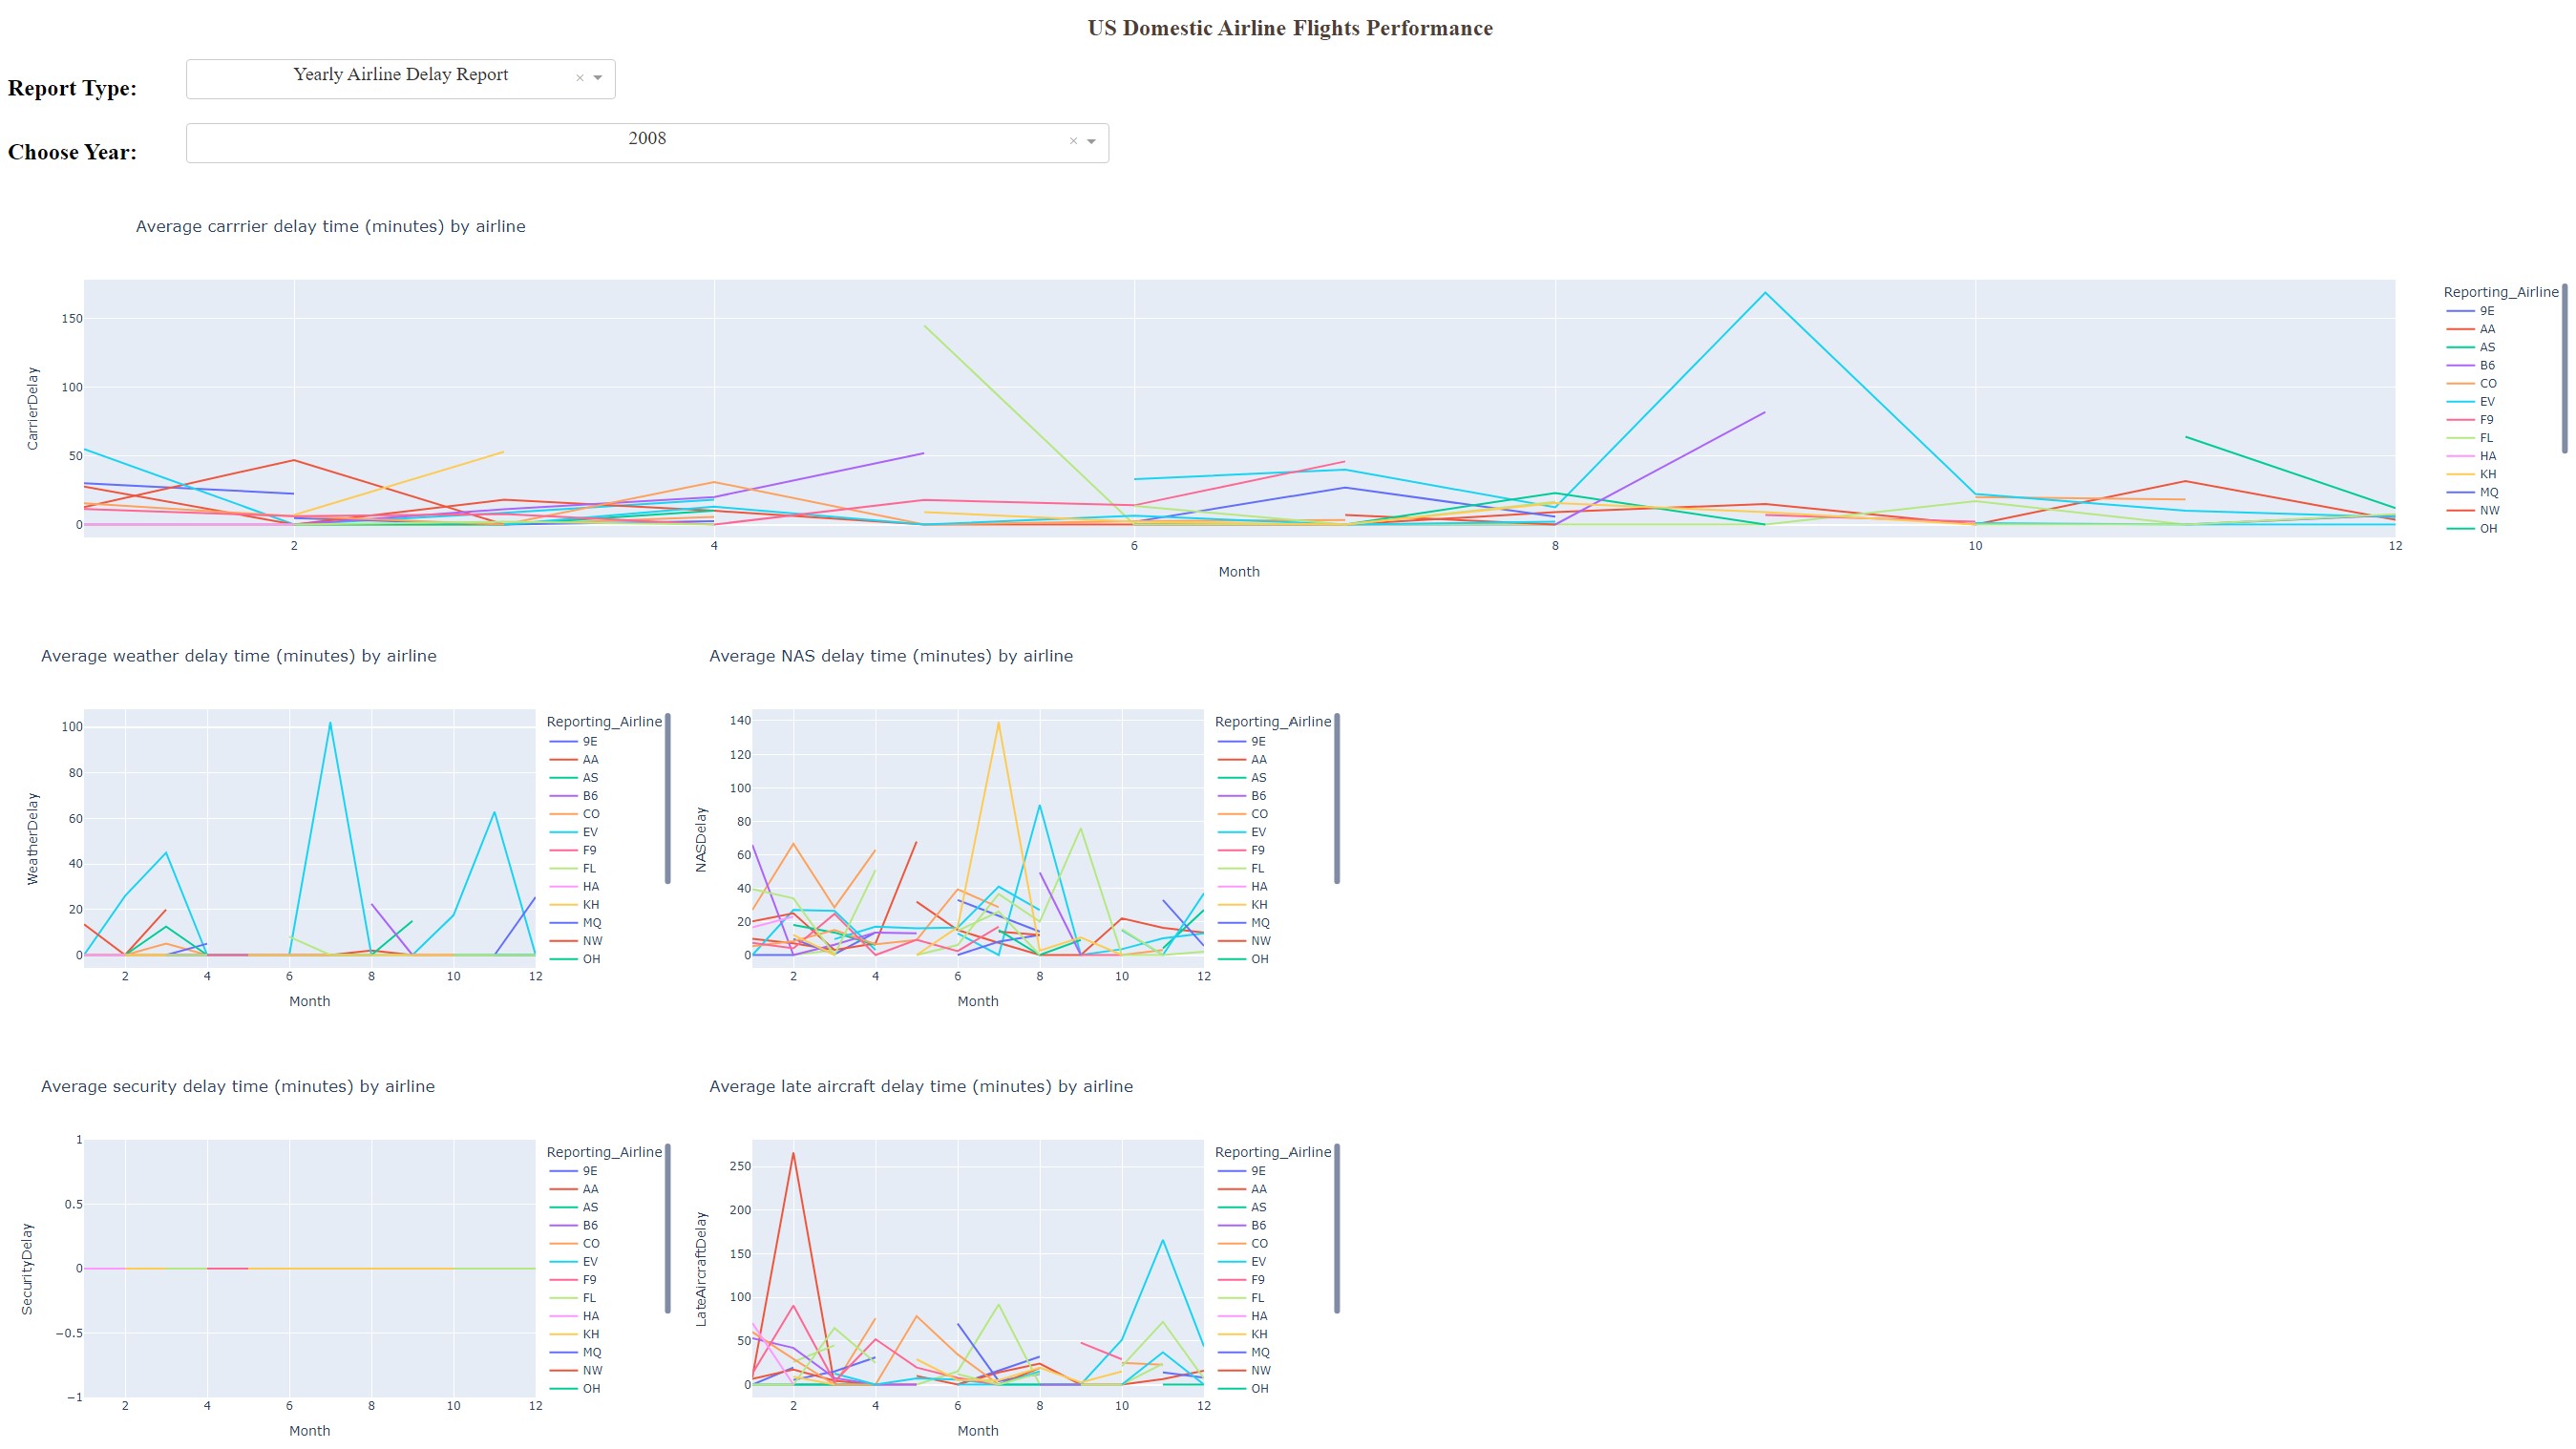 US Domestic Airline Flights Performance
Report Type:
Yearly Airline Delay Report
×
Choose Year:
2008
×
Average carrrier delay time (minutes) by airline
CarrierDelay
150
100
50
0
2 4 6 8 10 12
Month
Reporting_Airline
9E
AA
AS
B6
CO
EV
F9
FL
HA
KH
MQ
NW
OH
Average weather delay time (minutes) by airline
WeatherDelay
100
80
60
40
20
0
2 4 6 8 10 12
Month
Reporting_Airline
9E
AA
AS
B6
CO
EV
F9
FL
HA
KH
MQ
NW
OH
Average NAS delay time (minutes) by airline
NASDelay
140
120
100
80
60
40
20
0
2 4 6 8 10 12
Month
Reporting_Airline
9E
AA
AS
B6
CO
EV
F9
FL
HA
KH
MQ
NW
OH
Average security delay time (minutes) by airline
SecurityDelay
1
0.5
0
−0.5
−1
2 4 6 8 10 12
Month
Reporting_Airline
9E
AA
AS
B6
CO
EV
F9
FL
HA
KH
MQ
NW
OH
Average late aircraft delay time (minutes) by airline
LateAircraftDelay
250
200
150
100
50
0
2 4 6 8 10 12
Month
Reporting_Airline
9E
AA
AS
B6
CO
EV
F9
FL
HA
KH
MQ
NW
OH